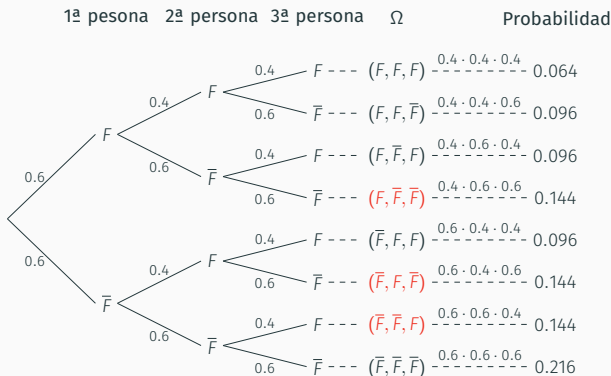 1ª pesona 2ª persona 3ª persona Ω Probabilidad
0.4 F (F, F, F) 0.4 · 0.4 · 0.4 0.064
0.4 F
0.6 F̅ (F, F, F̅) 0.4 · 0.4 · 0.6 0.096
0.6 F
0.4 F (F, F̅, F) 0.4 · 0.6 · 0.4 0.096
0.6 F̅
0.6 F̅ (F, F̅, F̅) 0.4 · 0.6 · 0.6 0.144
0.4 F (F̅, F, F) 0.6 · 0.4 · 0.4 0.096
0.4 F
0.6 F̅ (F̅, F, F̅) 0.6 · 0.4 · 0.6 0.144
0.6 F̅
0.4 F (F̅, F̅, F) 0.6 · 0.6 · 0.4 0.144
0.6 F̅
0.6 F̅ (F̅, F̅, F̅) 0.6 · 0.6 · 0.6 0.216